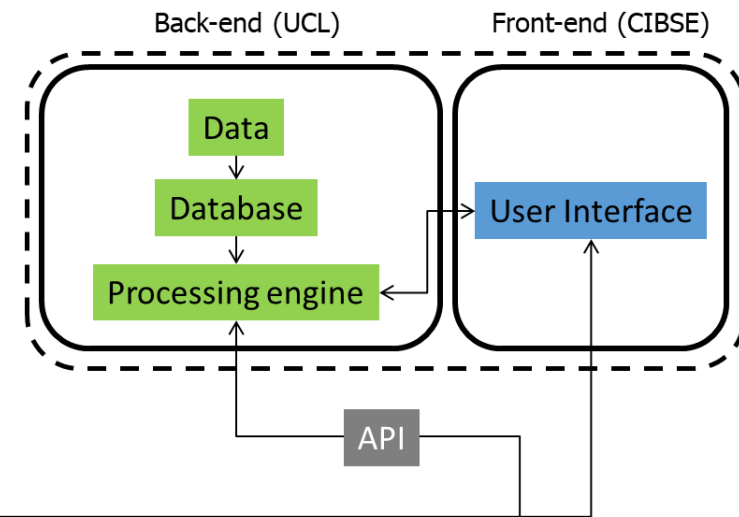 Back-end (UCL)
Front-end (CIBSE)
Data
Database
User Interface
Processing engine
API